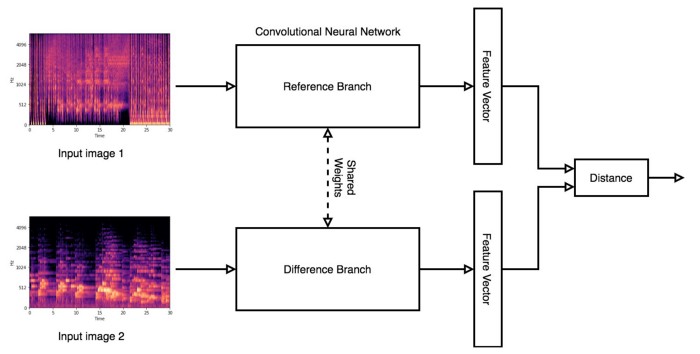 Convolutional Neural Network
4096
2048
1024
512
0
Hz
0 5 10 15 20 25 30
Time
Input image 1
Reference Branch
Feature Vector
Shared
Weights
Distance
4096
2048
1024
512
0
Hz
0 5 10 15 20 25 30
Time
Input image 2
Difference Branch
Feature Vector